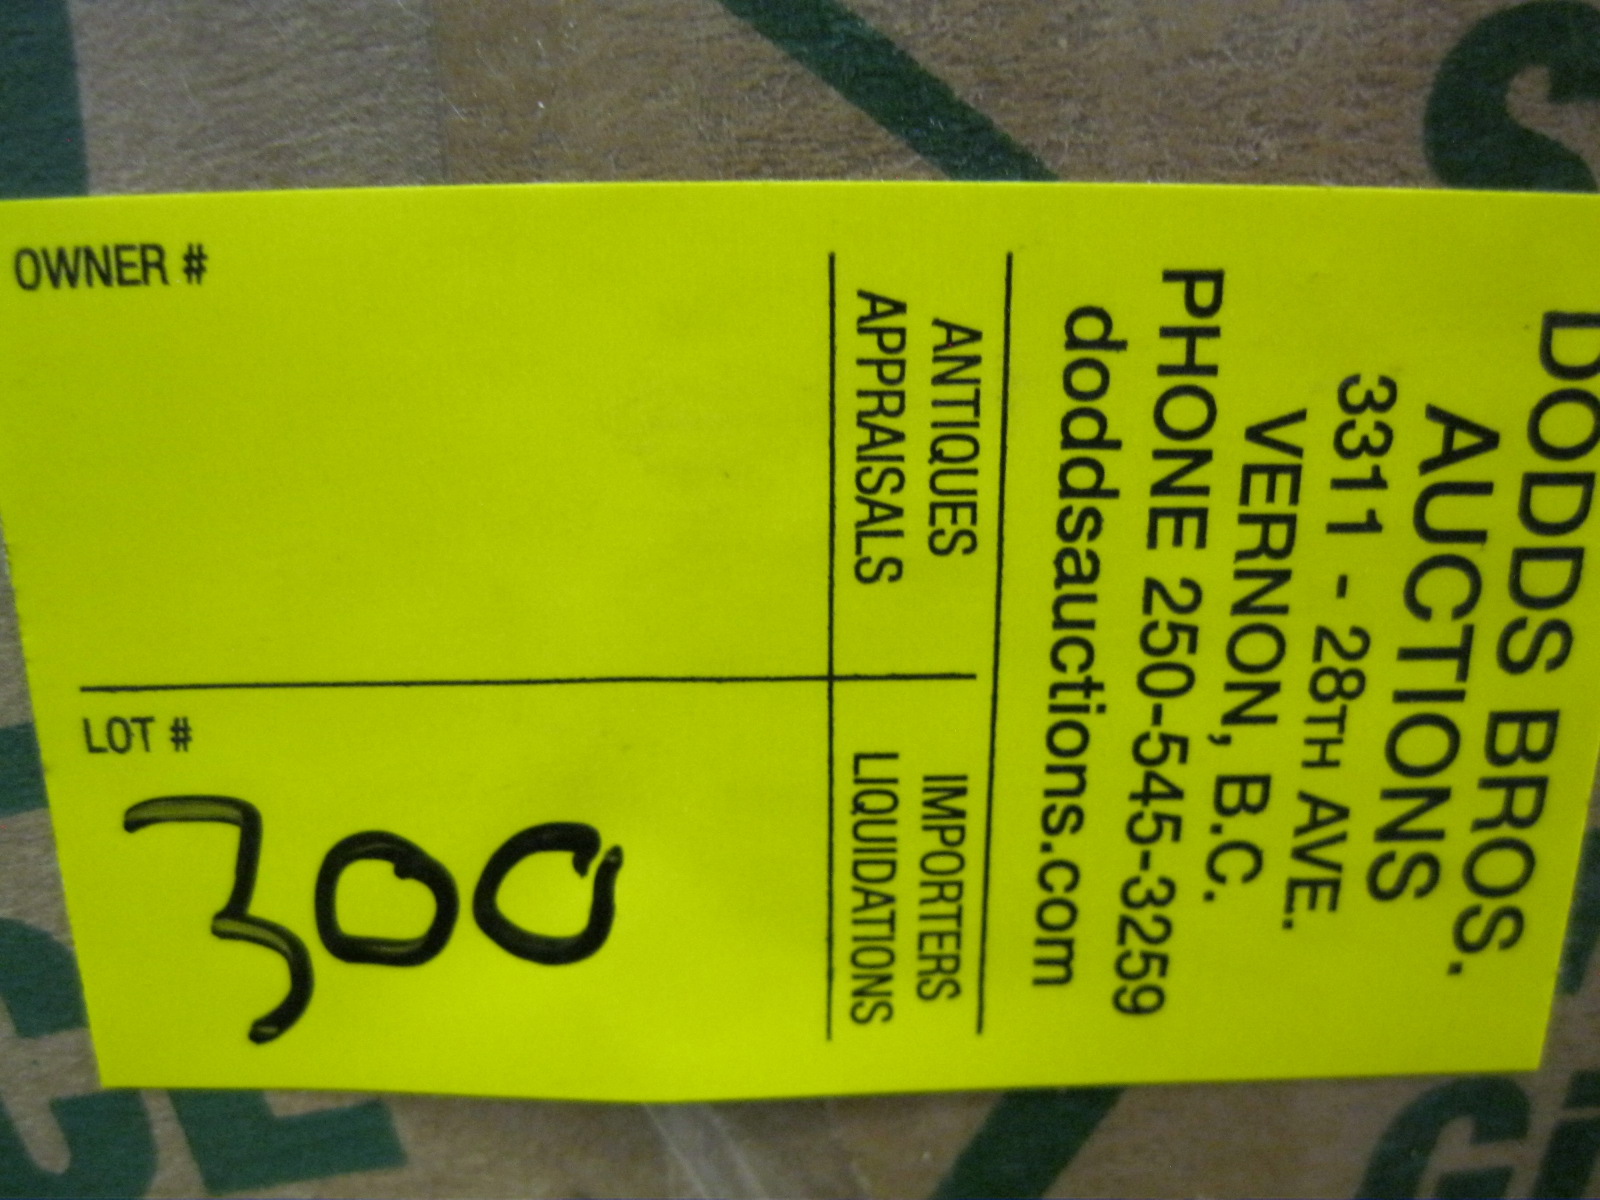 DODDS BROS.
AUCTIONS
3311 - 28TH AVE.
VERNON, B.C.
PHONE 250-545-3259
doddsauctions.com
ANTIQUES IMPORTERS
APPRAISALS LIQUIDATIONS
OWNER #
LOT #
300